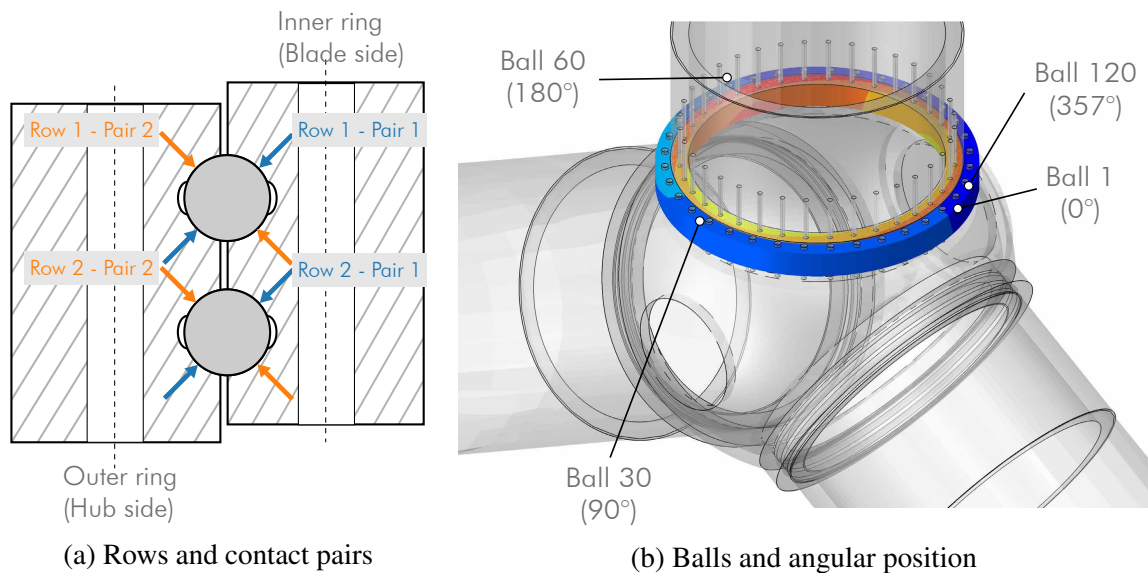 Inner ring
(Blade side)
Row 1 - Pair 2
Row 1 - Pair 1
Row 2 - Pair 2
Row 2 - Pair 1
Outer ring
(Hub side)
(a) Rows and contact pairs
Ball 60
(180°)
Ball 120
(357°)
Ball 1
(0°)
Ball 30
(90°)
(b) Balls and angular position